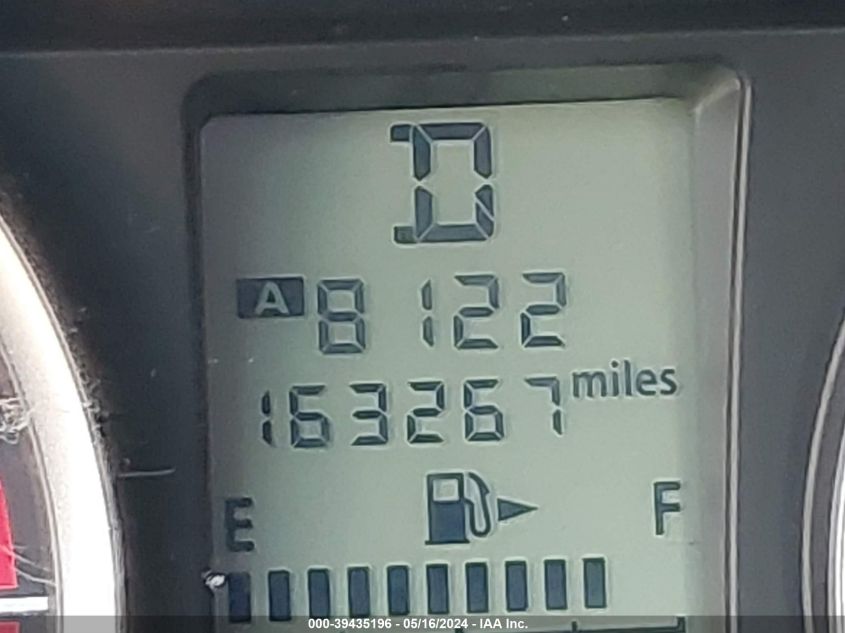 D
A 8122
163267 miles
E F
000-39435196 - 05/16/2024 - IAA Inc.